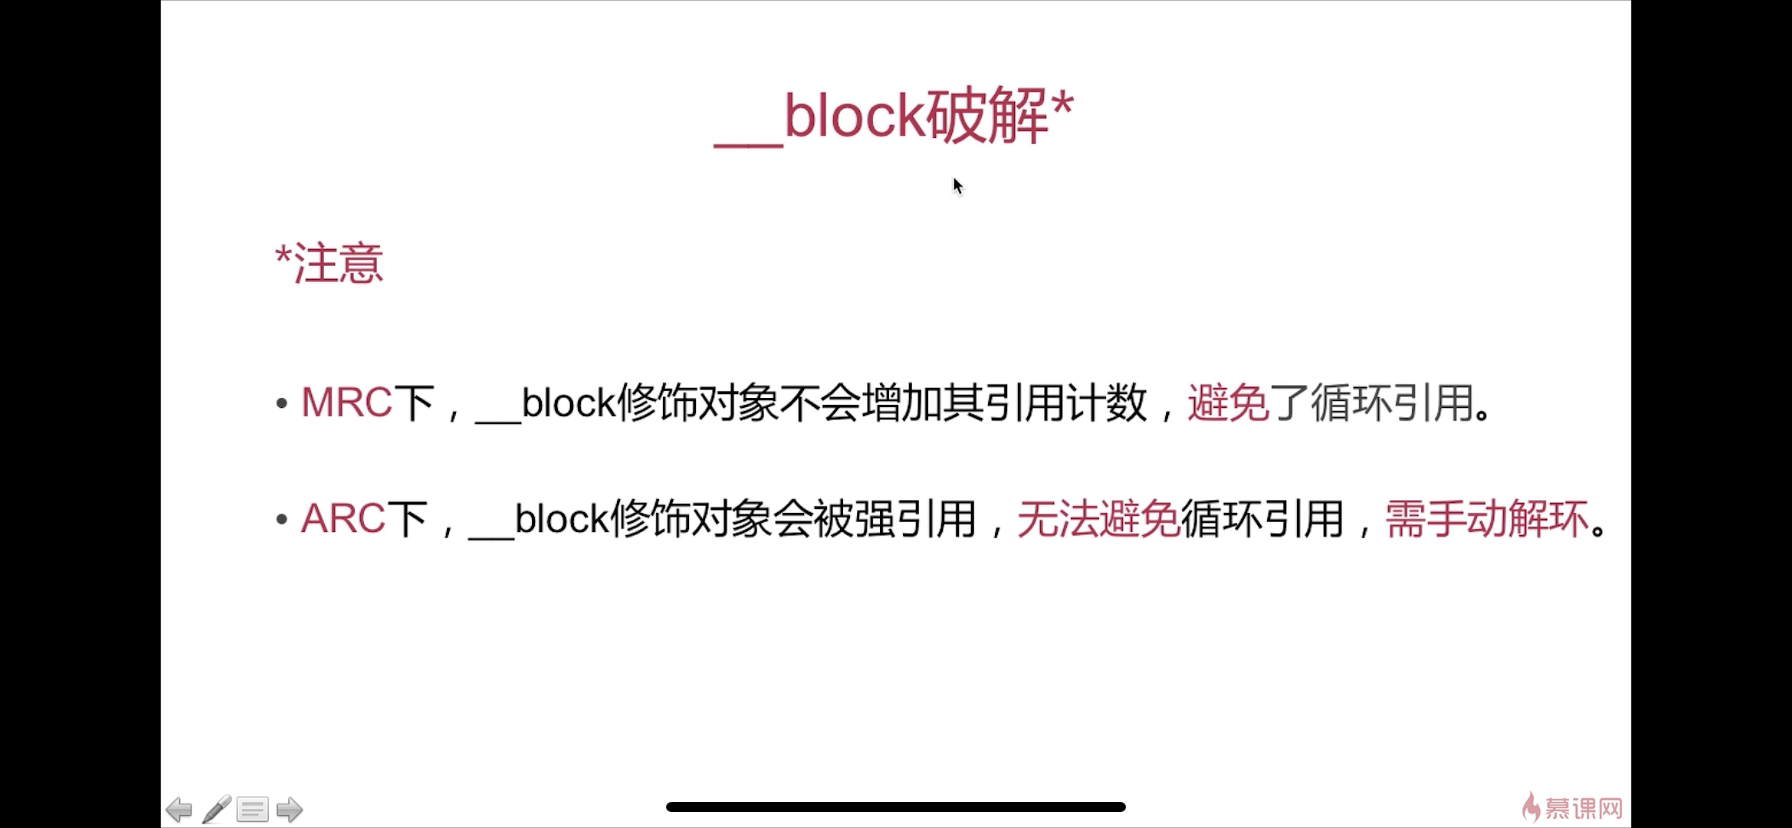 __block破解*
*注意
• MRC下，__block修饰对象不会增加其引用计数，避免了循环引用。
• ARC下，__block修饰对象会被强引用，无法避免循环引用，需手动解环。
慕课网